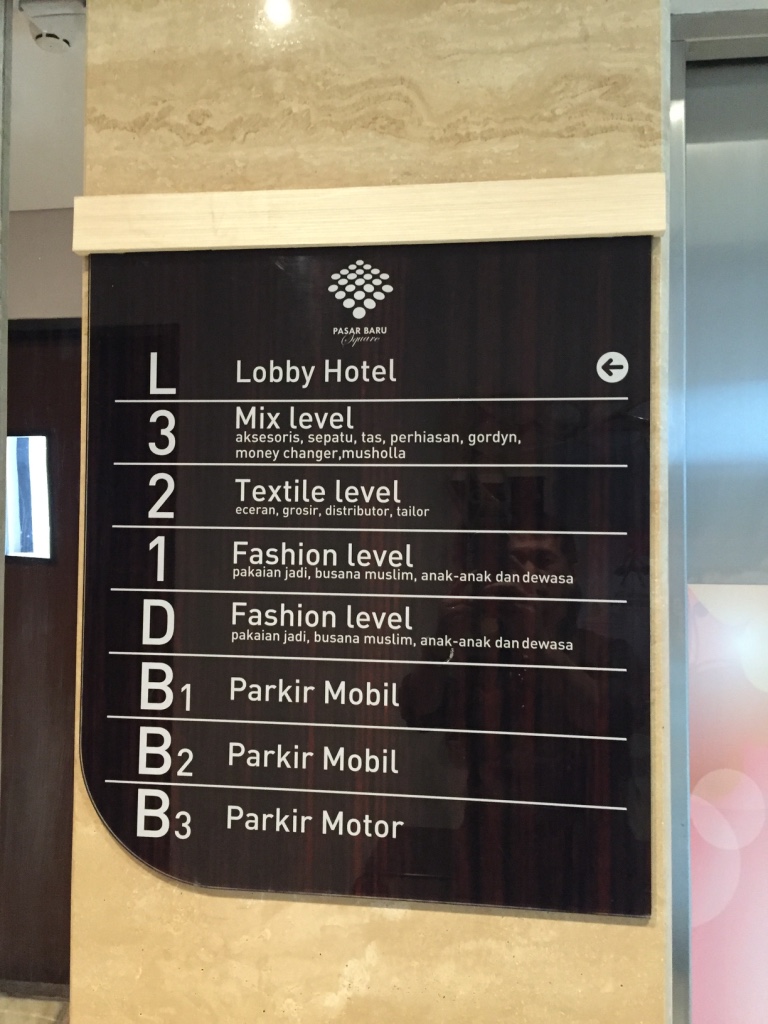 PASAR BARU
Square
L Lobby Hotel
3 Mix level
aksesoris, sepatu, tas, perhiasan, gordyn,
money changer,musholla
2 Textile level
eceran, grosir, distributor, tailor
1 Fashion level
pakaian jadi, busana muslim, anak-anak dan dewasa
D Fashion level
pakaian jadi, busana muslim, anak-anak dan dewasa
B1 Parkir Mobil
B2 Parkir Mobil
B3 Parkir Motor